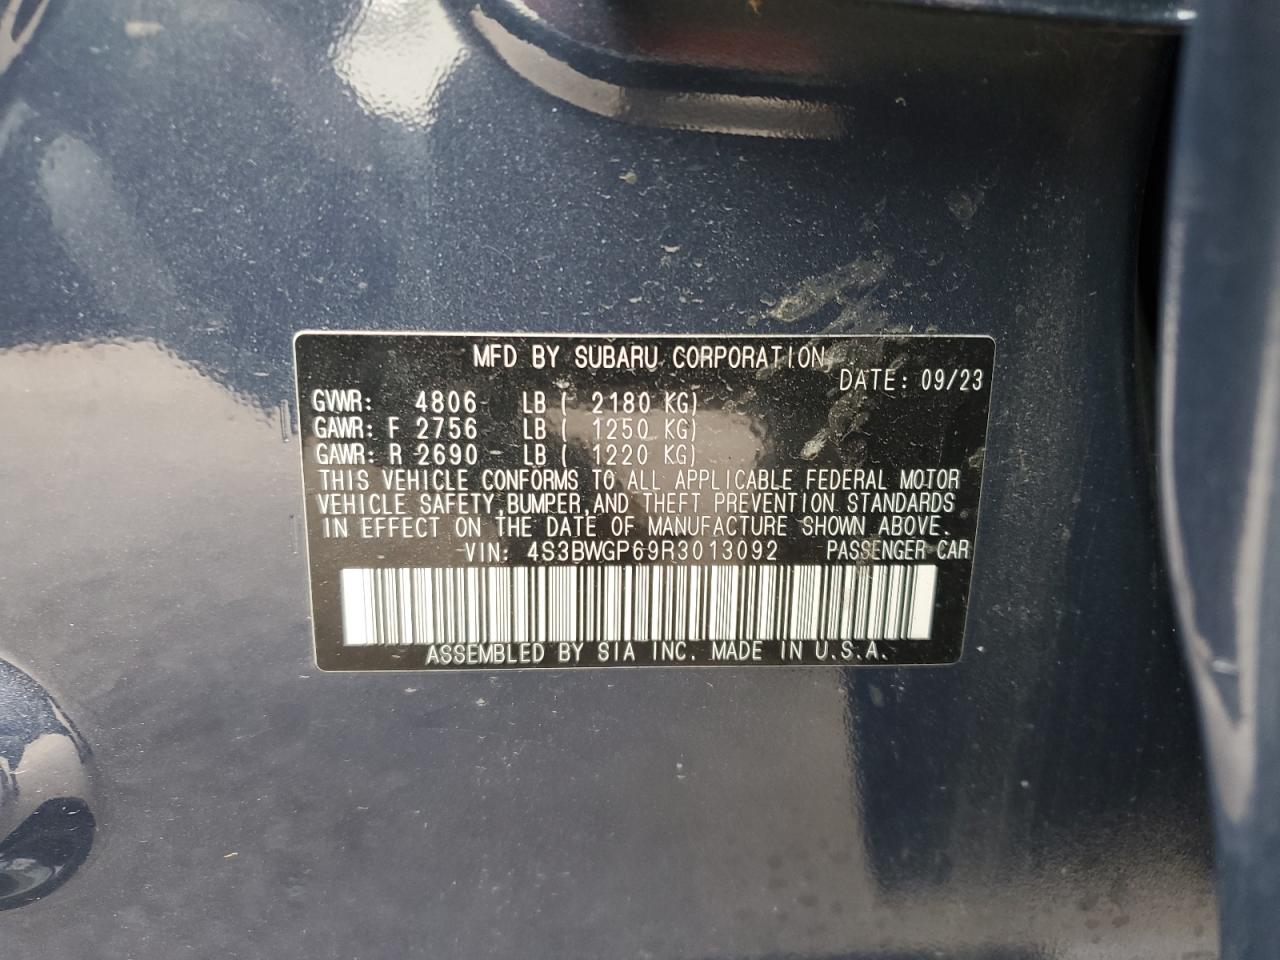 MFD BY SUBARU CORPORATION
DATE: 09/23
GVWR: 4806 LB ( 2180 KG)
GAWR: F 2756 LB ( 1250 KG)
GAWR: R 2690 LB ( 1220 KG)
THIS VEHICLE CONFORMS TO ALL APPLICABLE FEDERAL MOTOR
VEHICLE SAFETY,BUMPER,AND THEFT PREVENTION STANDARDS
IN EFFECT ON THE DATE OF MANUFACTURE SHOWN ABOVE.
VIN: 4S3BWGP69R3013092 PASSENGER CAR
ASSEMBLED BY SIA INC. MADE IN U.S.A.